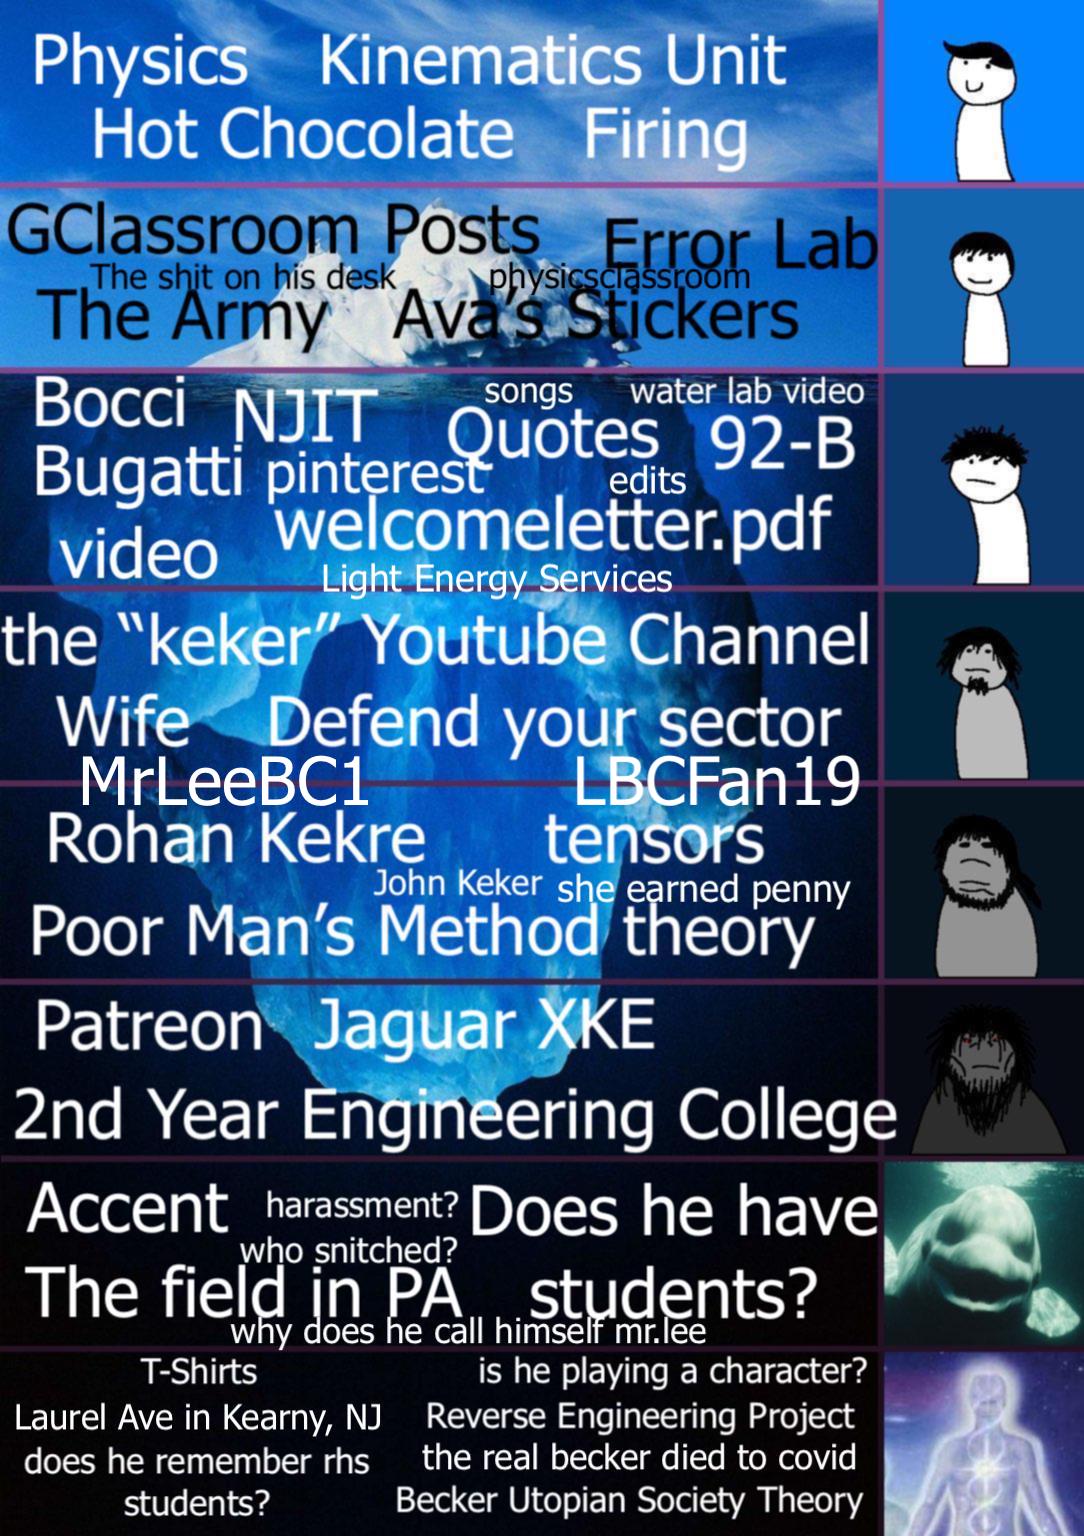 Physics Kinematics Unit
Hot Chocolate Firing
GClassroom Posts Error Lab
The shit on his desk physicsclassroom
The Army Ava's Stickers
songs water lab video
Bocci NJIT Quotes 92-B
Bugatti pinterest edits
video welcomeletter.pdf
Light Energy Services
the “keker” Youtube Channel
Wife Defend your sector
MrLeeBC1 LBCFan19
Rohan Kekre tensors
John Keker she earned penny
Poor Man’s Method theory
Patreon Jaguar XKE
2nd Year Engineering College
Accent harassment? Does he have
who snitched?
The field in PA students?
why does he call himself mr.lee
T-Shirts is he playing a character?
Laurel Ave in Kearny, NJ Reverse Engineering Project
does he remember rhs the real becker died to covid
students? Becker Utopian Society Theory